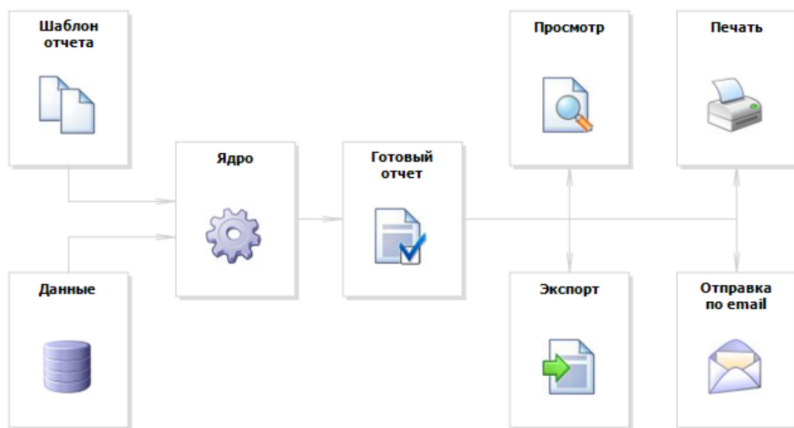 Шаблон
отчета
Просмотр
Печать
Ядро
Готовый
отчет
Данные
Экспорт
Отправка
по email